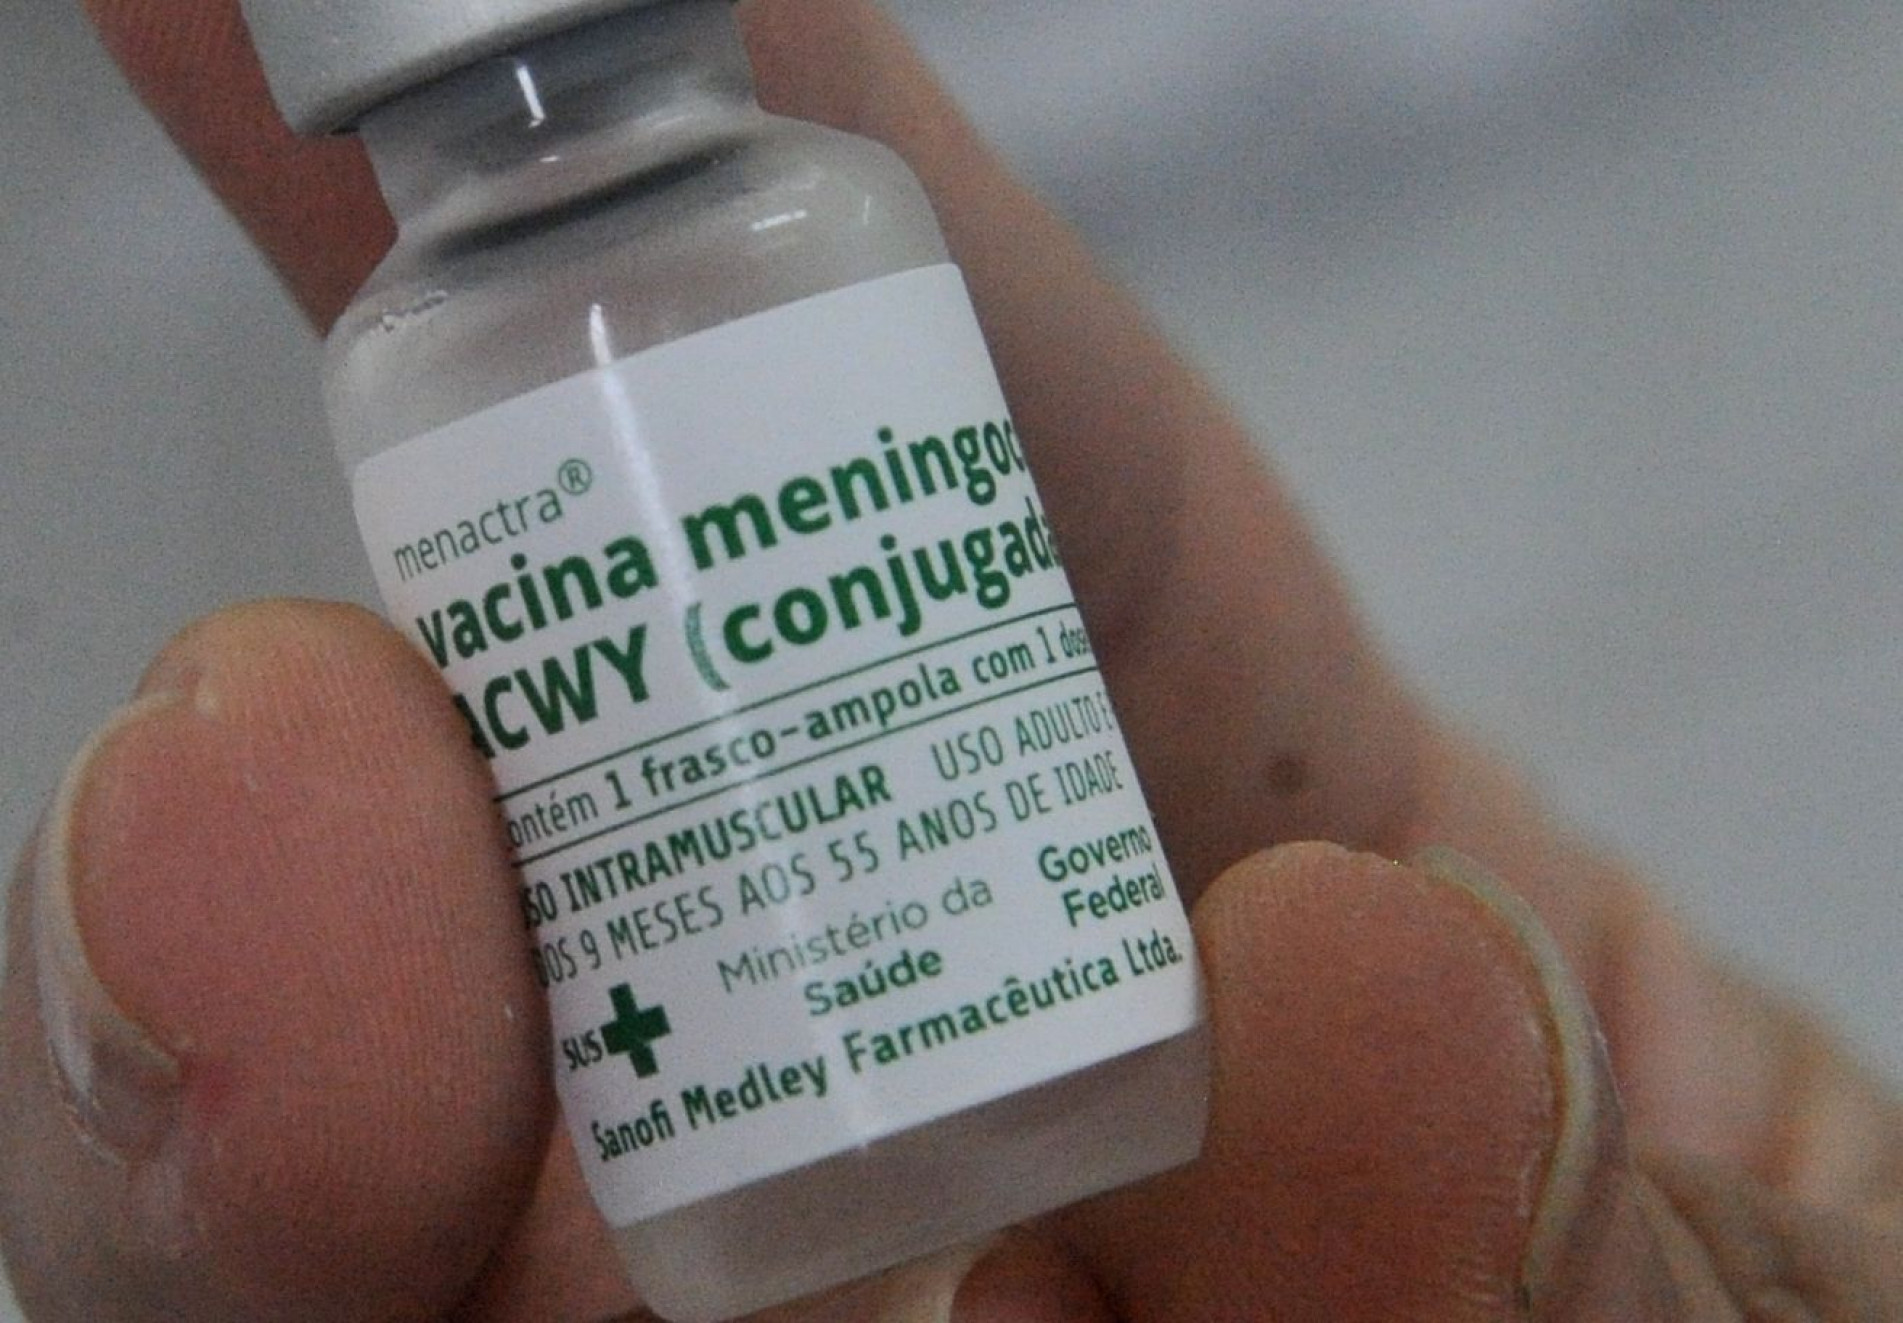 menactra®
vacina meningoc
ACWY (conjugada
ontém 1 frasco-ampola com 1 dose
SO INTRAMUSCULAR USO ADULTO E
DOS 9 MESES AOS 55 ANOS DE IDADE
SUS Ministério da Saúde Governo Federal
Sanofi Medley Farmacêutica Ltda.